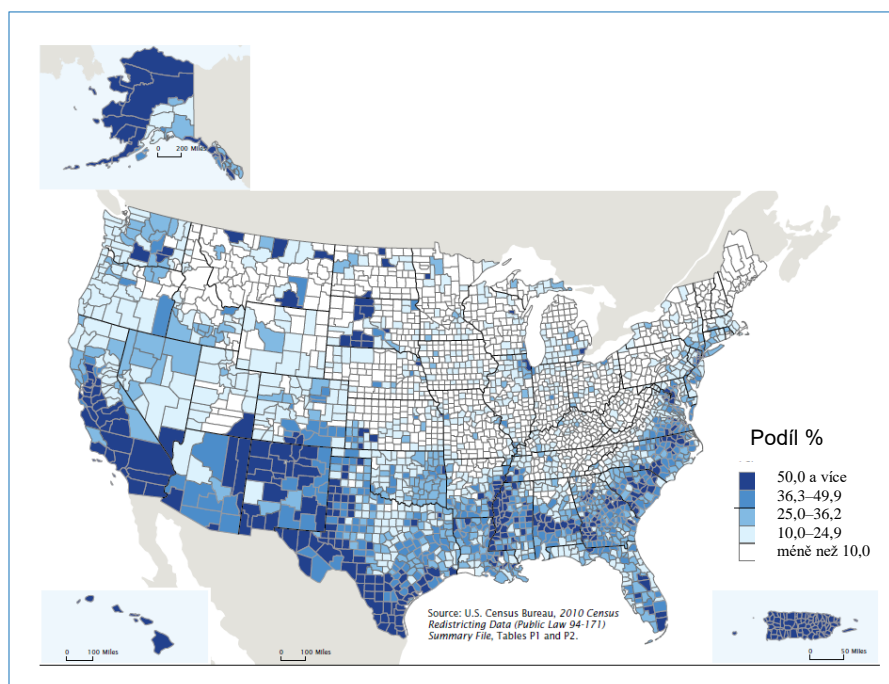 0 200 Miles
Podíl %
50,0 a více
36,3–49,9
25,0–36,2
10,0–24,9
méně než 10,0
Source: U.S. Census Bureau, 2010 Census
Redistricting Data (Public Law 94-171)
Summary File, Tables P1 and P2.
0 100 Miles
0 100 Miles
0 50 Miles